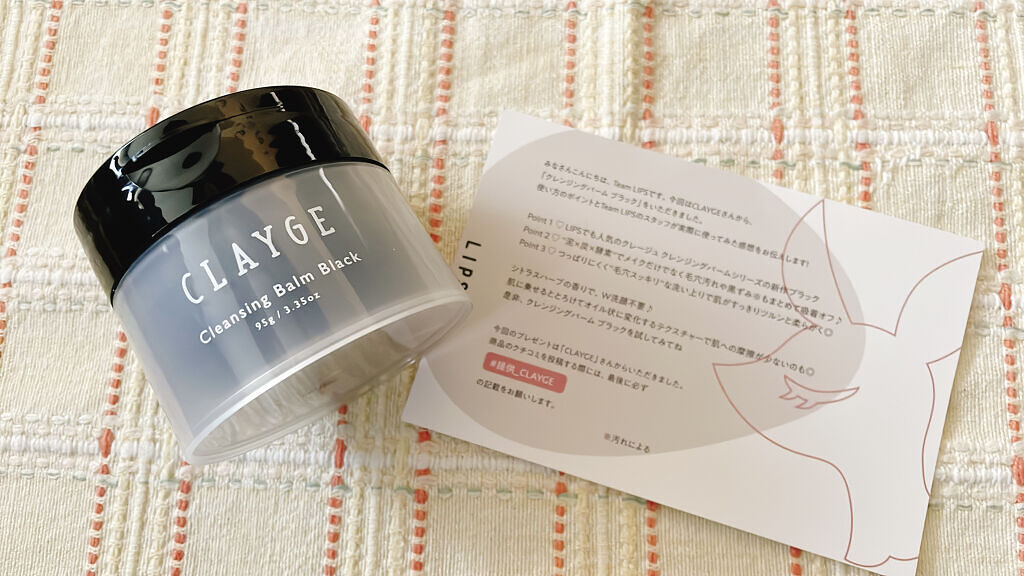 CLAYGE
Cleansing Balm Black
95g / 3.35oz
LIPS
みなさんこんにちは、Team LIPSです。今回はCLAYGEさんから、
「クレンジングバーム ブラック」をいただきました。
使い方のポイントとTeam LIPSのスタッフが実際に使ってみた感想をお伝えします!
Point 1 ♡ LIPSでも人気のクレージュ クレンジングバームシリーズの新作ブラック
Point 2 ♡ "泥×炭×酵素"でメイクだけでなく毛穴汚れや黒ずみ※もまとめて吸着オフ♪
Point 3 ♡ つっぱりにくく"毛穴スッキリ"な洗い上りで肌がすっきりツルンと柔らかく◎
シトラスハーブの香りで、W洗顔不要♪
肌に乗せるととろけてオイル状に変化するテクスチャーで肌への摩擦が少ないのも◎
是非、クレンジングバーム ブラックを試してみてね
今回のプレゼントは「CLAYGE」さんからいただきました。
商品のクチコミを投稿する際には、最後に必ず
#提供_CLAYGE
の記載をお願いします。
※汚れによる